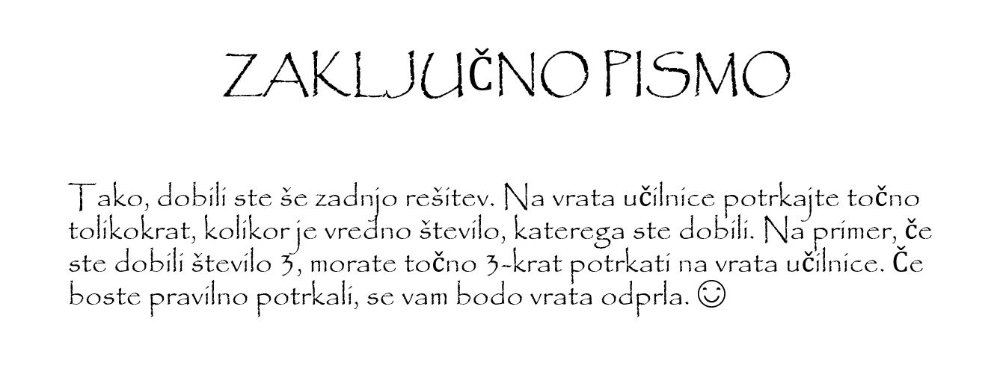 ZAKLJUČNO PISMO
Tako, dobili ste še zadnjo rešitev. Na vrata učilnice potrkajte točno
tolikokrat, kolikor je vredno število, katerega ste dobili. Na primer, če
ste dobili število 3, morate točno 3-krat potrkati na vrata učilnice. Če
boste pravilno potrkali, se vam bodo vrata odprla. ☺